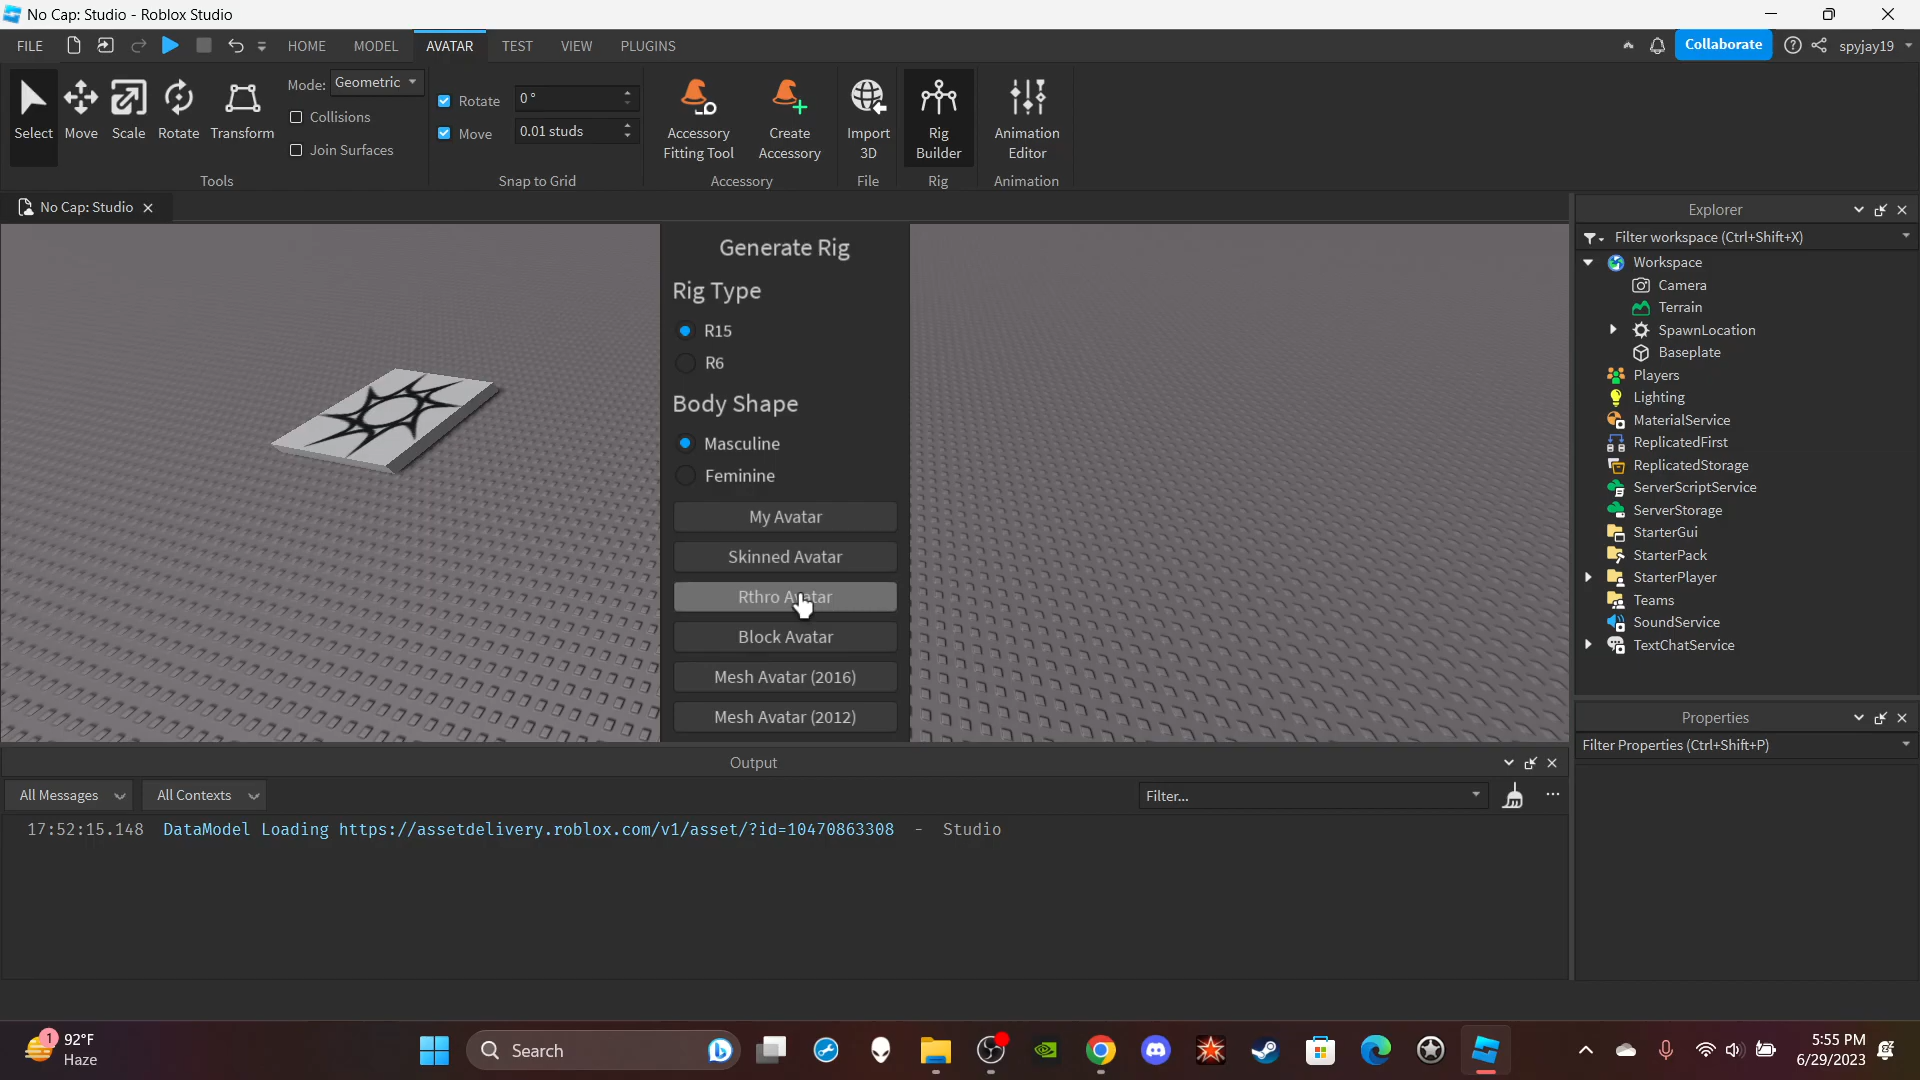 No Cap: Studio - Roblox Studio
FILE HOME MODEL AVATAR TEST VIEW PLUGINS Collaborate spyjay19
Select Move Scale Rotate Transform
Mode: Geometric
Collisions
Join Surfaces
Tools
Rotate 0°
Move 0.01 studs
Snap to Grid
Accessory Fitting Tool
Create Accessory
Accessory
Import 3D
File
Rig Builder
Rig
Animation Editor
Animation
No Cap: Studio
Generate Rig
Rig Type
R15
R6
Body Shape
Masculine
Feminine
My Avatar
Skinned Avatar
Rthro Avatar
Block Avatar
Mesh Avatar (2016)
Mesh Avatar (2012)
Explorer
Filter workspace (Ctrl+Shift+X)
Workspace
Camera
Terrain
SpawnLocation
Baseplate
Players
Lighting
MaterialService
ReplicatedFirst
ReplicatedStorage
ServerScriptService
ServerStorage
StarterGui
StarterPack
StarterPlayer
Teams
SoundService
TextChatService
Properties
Filter Properties (Ctrl+Shift+P)
Output
All Messages All Contexts Filter...
17:52:15.148 DataModel Loading https://assetdelivery.roblox.com/v1/asset/?id=10470863308 - Studio
1
92°F
Haze
Search
5:55 PM
6/29/2023